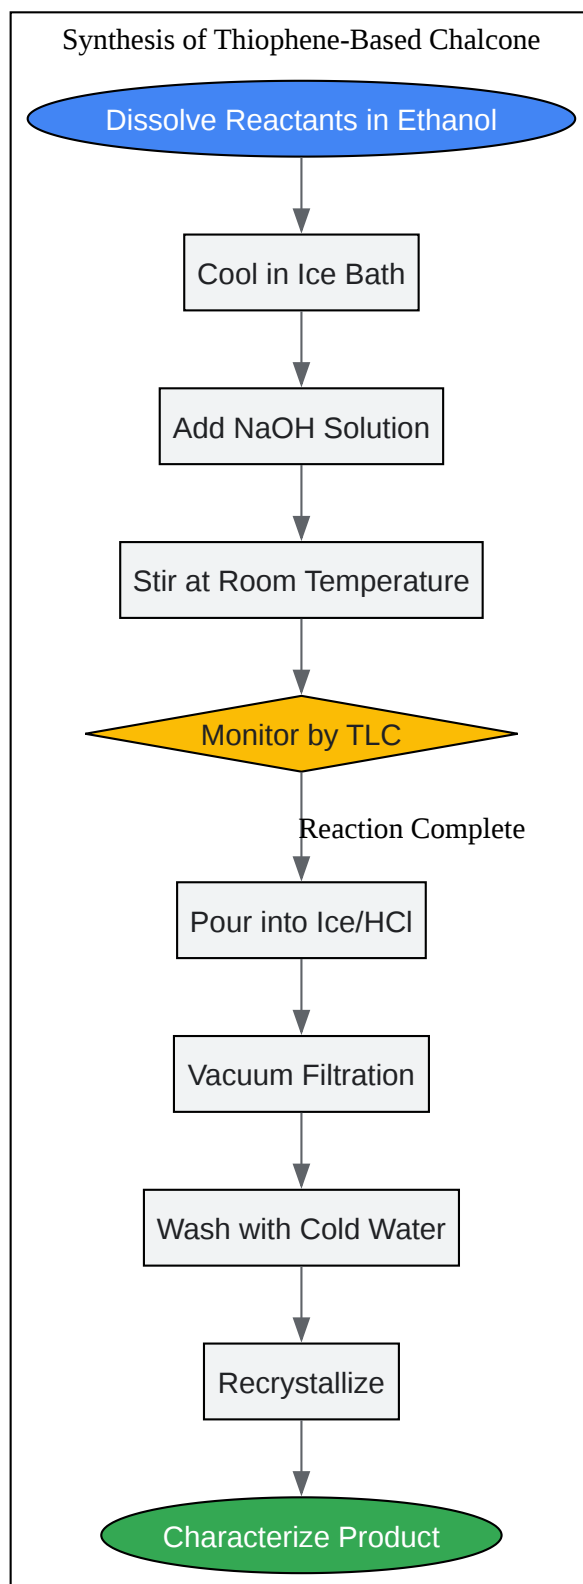 Synthesis of Thiophene-Based Chalcone
Dissolve Reactants in Ethanol
Cool in Ice Bath
Add NaOH Solution
Stir at Room Temperature
Monitor by TLC
Reaction Complete
Pour into Ice/HCl
Vacuum Filtration
Wash with Cold Water
Recrystallize
Characterize Product